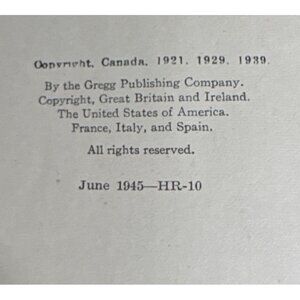 Copyright, Canada, 1921, 1929, 1939.
By the Gregg Publishing Company.
Copyright, Great Britain and Ireland.
The United States of America.
France, Italy, and Spain.
All rights reserved.
June 1945—HR-10